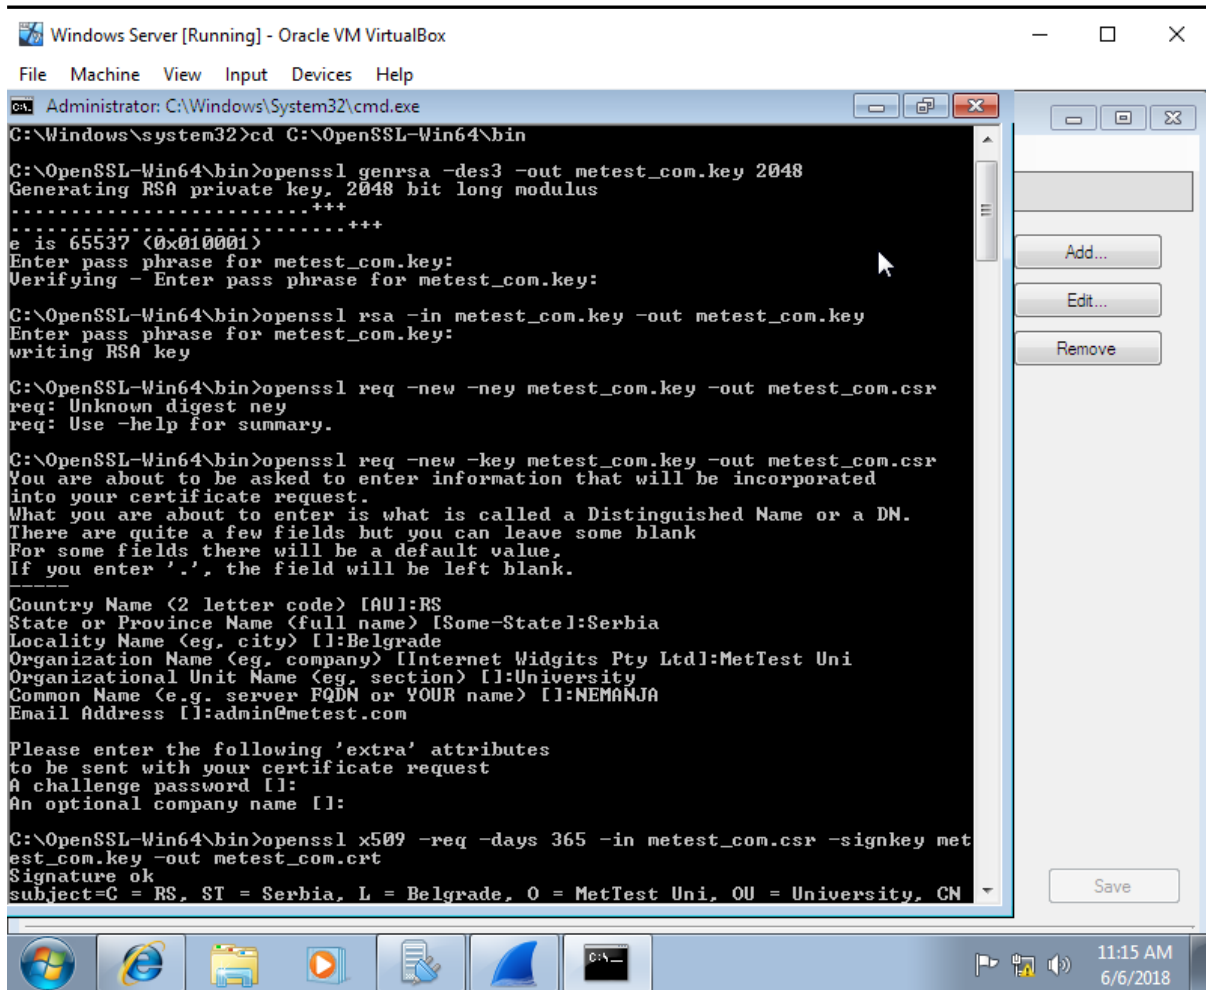 Windows Server [Running] - Oracle VM VirtualBox
File Machine View Input Devices Help
Administrator: C:\Windows\System32\cmd.exe
C:\Windows\system32>cd C:\OpenSSL-Win64\bin
C:\OpenSSL-Win64\bin>openssl genrsa -des3 -out metest_com.key 2048
Generating RSA private key, 2048 bit long modulus
.........................+++
............................+++
e is 65537 (0x010001)
Enter pass phrase for metest_com.key:
Verifying - Enter pass phrase for metest_com.key:
C:\OpenSSL-Win64\bin>openssl rsa -in metest_com.key -out metest_com.key
Enter pass phrase for metest_com.key:
writing RSA key
C:\OpenSSL-Win64\bin>openssl req -new -ney metest_com.key -out metest_com.csr
req: Unknown digest ney
req: Use -help for summary.
C:\OpenSSL-Win64\bin>openssl req -new -key metest_com.key -out metest_com.csr
You are about to be asked to enter information that will be incorporated
into your certificate request.
What you are about to enter is what is called a Distinguished Name or a DN.
There are quite a few fields but you can leave some blank
For some fields there will be a default value,
If you enter '.', the field will be left blank.
-----
Country Name (2 letter code) [AU]:RS
State or Province Name (full name) [Some-State]:Serbia
Locality Name (eg, city) []:Belgrade
Organization Name (eg, company) [Internet Widgits Pty Ltd]:MetTest Uni
Organizational Unit Name (eg, section) []:University
Common Name (e.g. server FQDN or YOUR name) []:NEMANJA
Email Address []:admin@metest.com
Please enter the following 'extra' attributes
to be sent with your certificate request
A challenge password []:
An optional company name []:
C:\OpenSSL-Win64\bin>openssl x509 -req -days 365 -in metest_com.csr -signkey met
est_com.key -out metest_com.crt
Signature ok
subject=C = RS, ST = Serbia, L = Belgrade, O = MetTest Uni, OU = University, CN
Add...
Edit...
Remove
Save
C:\_
11:15 AM
6/6/2018